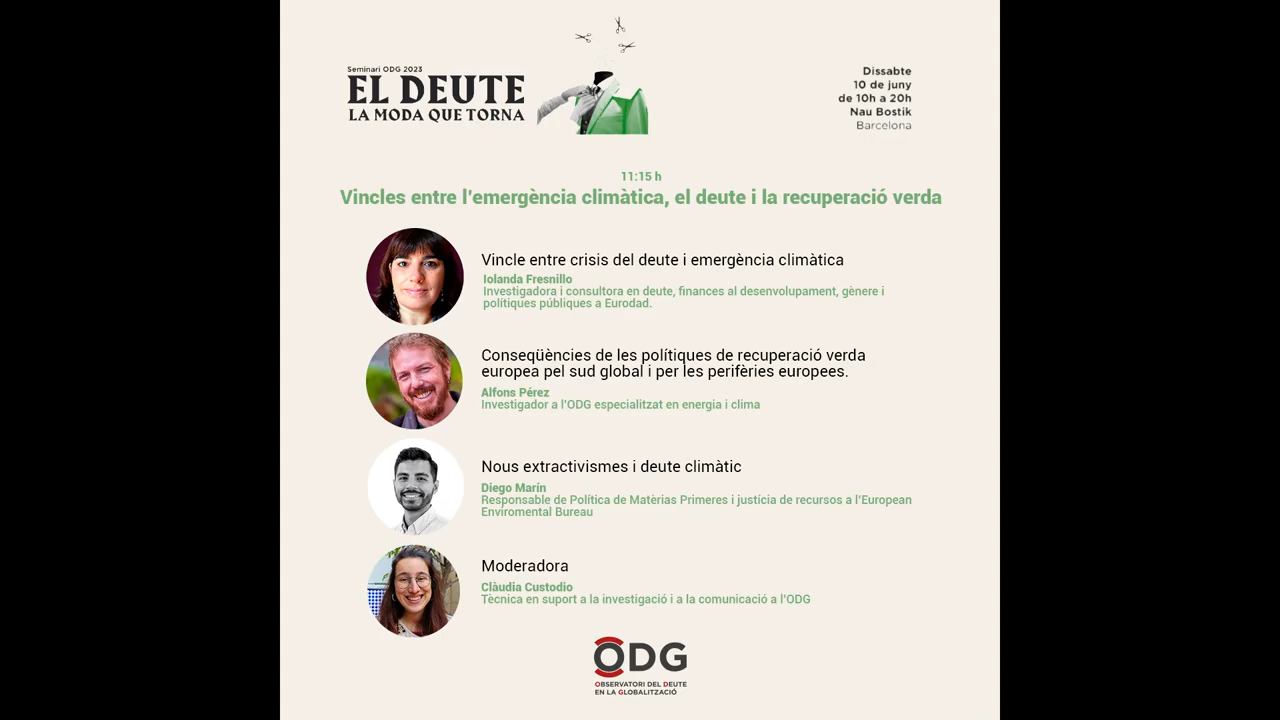 Seminari ODG 2023
EL DEUTE
LA MODA QUE TORNA
Dissabte
10 de juny
de 10h a 20h
Nau Bostik
Barcelona
11:15 h
Vincles entre l'emergència climàtica, el deute i la recuperació verda
Vincle entre crisis del deute i emergència climàtica
Iolanda Fresnillo
Investigadora i consultora en deute, finances al desenvolupament, gènere i
polítiques públiques a Eurodad.
Conseqüències de les polítiques de recuperació verda
europea pel sud global i per les perifèries europees.
Alfons Pérez
Investigador a l'ODG especialitzat en energia i clima
Nous extractivismes i deute climàtic
Diego Marín
Responsable de Política de Matèrias Primeres i justícia de recursos a l'European
Enviromental Bureau
Moderadora
Clàudia Custodio
Tècnica en suport a la investigació i a la comunicació a l'ODG
ODG
OBSERVATORI DEL DEUTE
EN LA GLOBALITZACIÓ